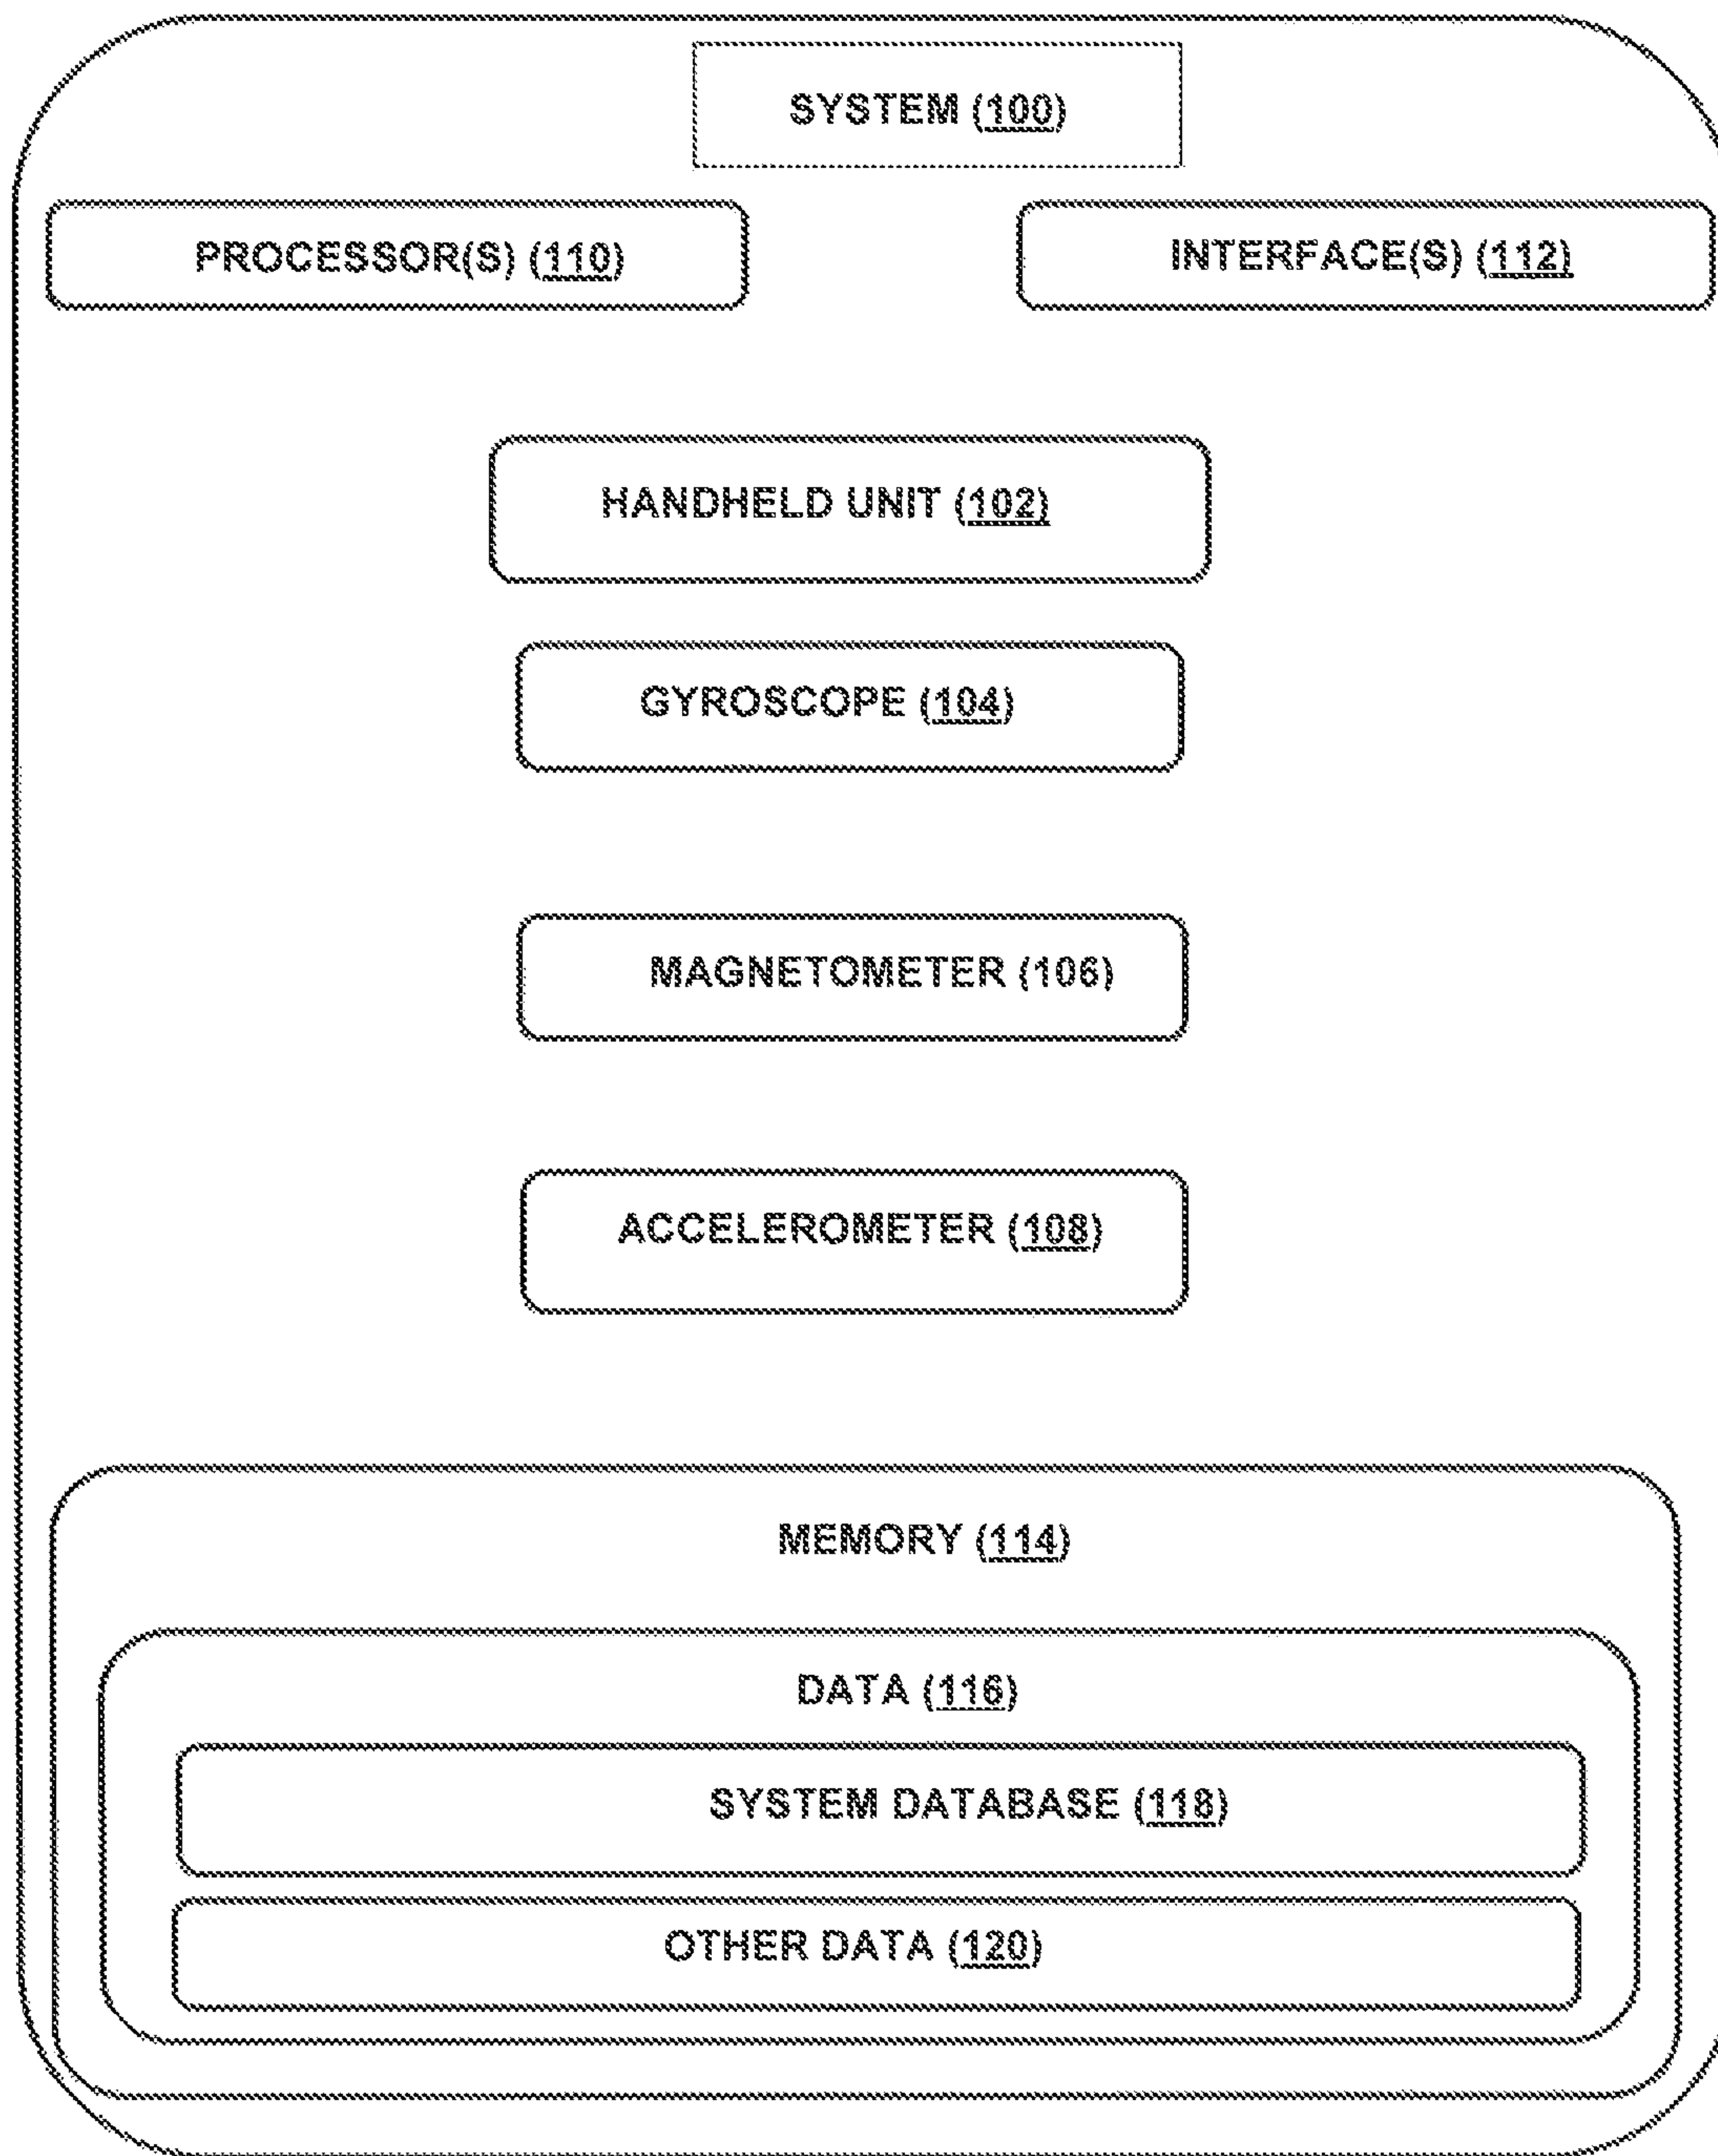 SYSTEM (100)
PROCESSOR(S) (110)
INTERFACE(S) (112)
HANDHELD UNIT (102)
GYROSCOPE (104)
MAGNETOMETER (106)
ACCELEROMETER (108)
MEMORY (114)
DATA (116)
SYSTEM DATABASE (118)
OTHER DATA (120)